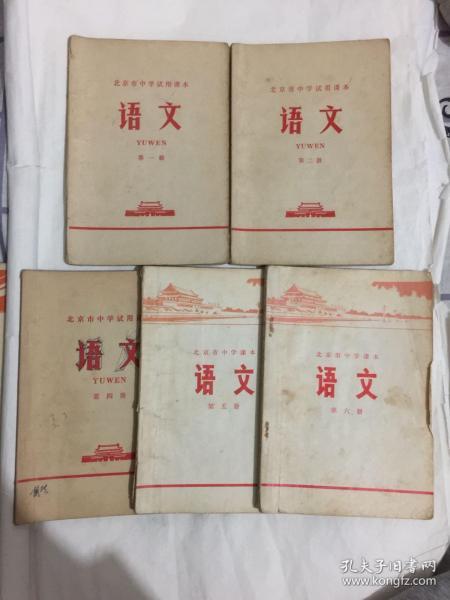 北京市中学试用课本
语文
YUWEN
第一册
北京市中学试用课本
语文
YUWEN
第二册
北京市中学试用课
语文
YUWEN
第四册
北京市中学课本
语文
第五册
北京市中学课本
语文
第六册
孔夫子旧书网
www.kongfz.com